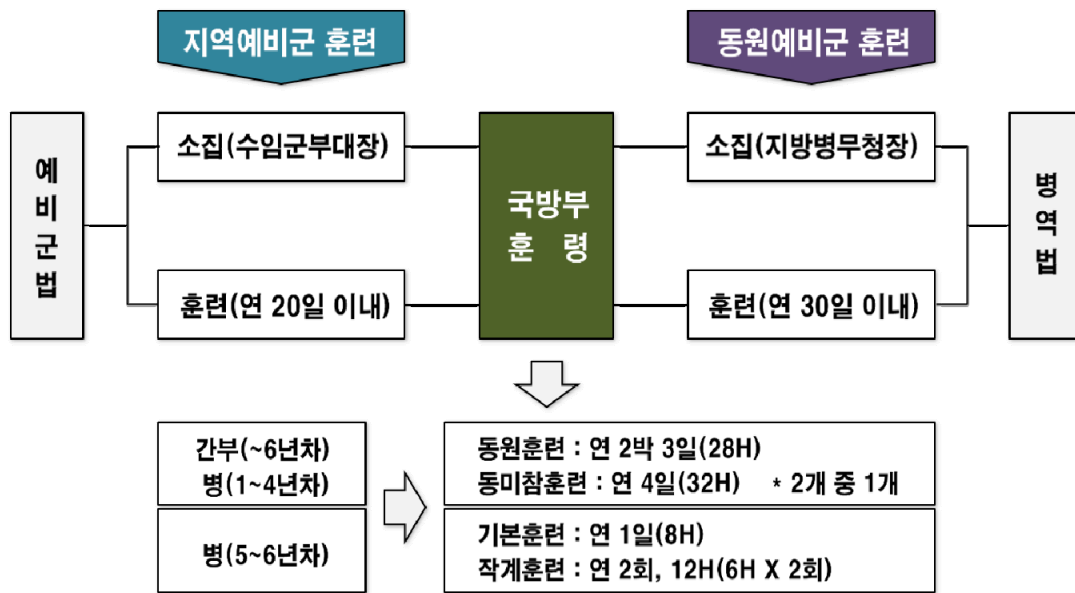 지역예비군 훈련
동원예비군 훈련
예비군법
소집(수임군부대장)
훈련(연 20일 이내)
국방부
훈 령
소집(지방병무청장)
훈련(연 30일 이내)
병역법
간부(~6년차)
병(1~4년차)
동원훈련 : 연 2박 3일(28H)
동미참훈련 : 연 4일(32H) * 2개 중 1개
병(5~6년차)
기본훈련 : 연 1일(8H)
작계훈련 : 연 2회, 12H(6H X 2회)